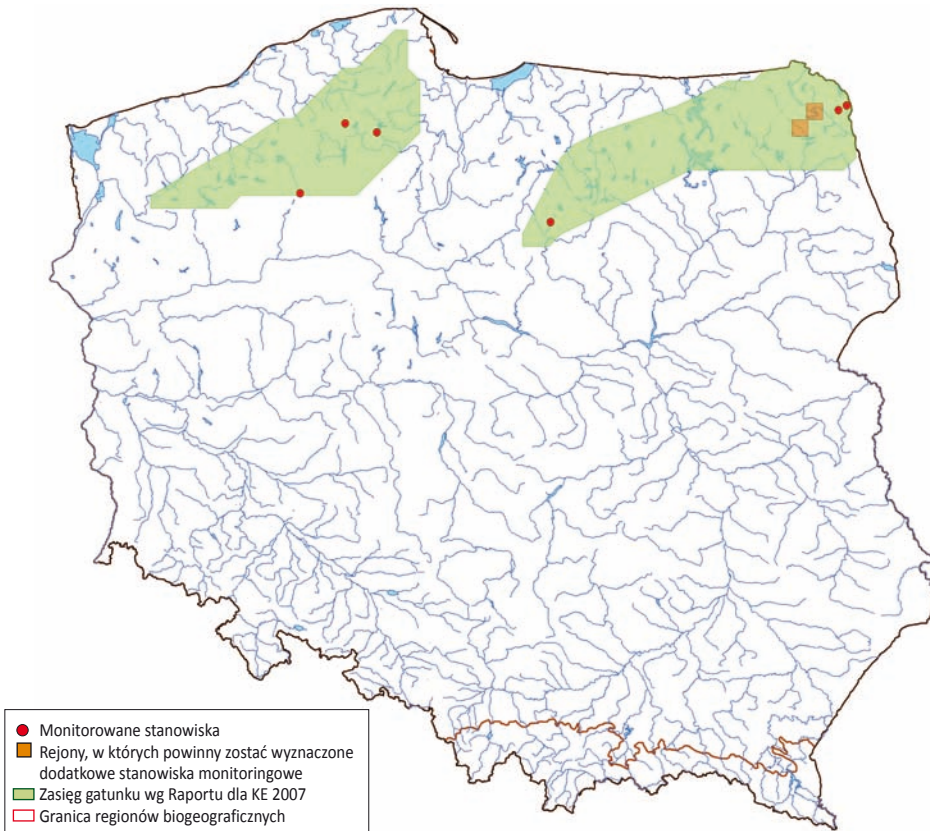 Monitorowane stanowiska
Rejony, w których powinny zostać wyznaczone
dodatkowe stanowiska monitoringowe
Zasięg gatunku wg Raportu dla KE 2007
Granica regionów biogeograficznych